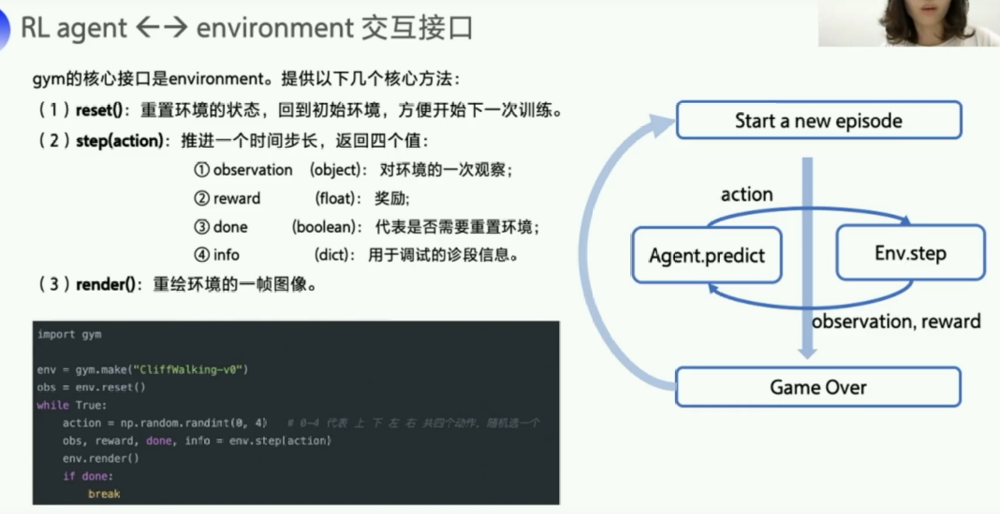 RL agent ←→ environment 交互接口
gym的核心接口是environment。提供以下几个核心方法：
（1）reset()：重置环境的状态，回到初始环境，方便开始下一次训练。
（2）step(action)：推进一个时间步长，返回四个值：
① observation （object)：对环境的一次观察；
② reward (float)：奖励;
③ done (boolean)：代表是否需要重置环境；
④ info (dict)：用于调试的诊段信息。
（3）render()：重绘环境的一帧图像。
import gym
env = gym.make("CliffWalking-v0")
obs = env.reset()
while True:
action = np.random.randint(0, 4) # 0~4 代表 上 下 左 右 共四个动作，随机选一个
obs, reward, done, info = env.step(action)
env.render()
if done:
break
Start a new episode
action
Agent.predict
Env.step
observation, reward
Game Over